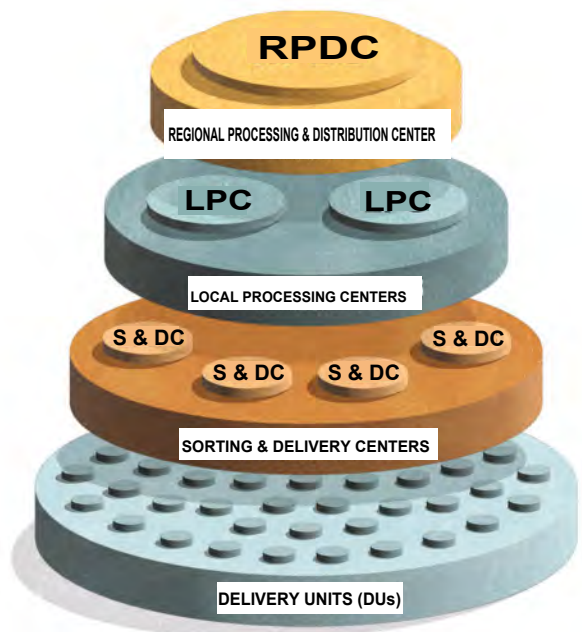 RPDC
REGIONAL PROCESSING & DISTRIBUTION CENTER
LPC
LPC
LOCAL PROCESSING CENTERS
S & DC
S & DC
S & DC
S & DC
SORTING & DELIVERY CENTERS
DELIVERY UNITS (DUs)